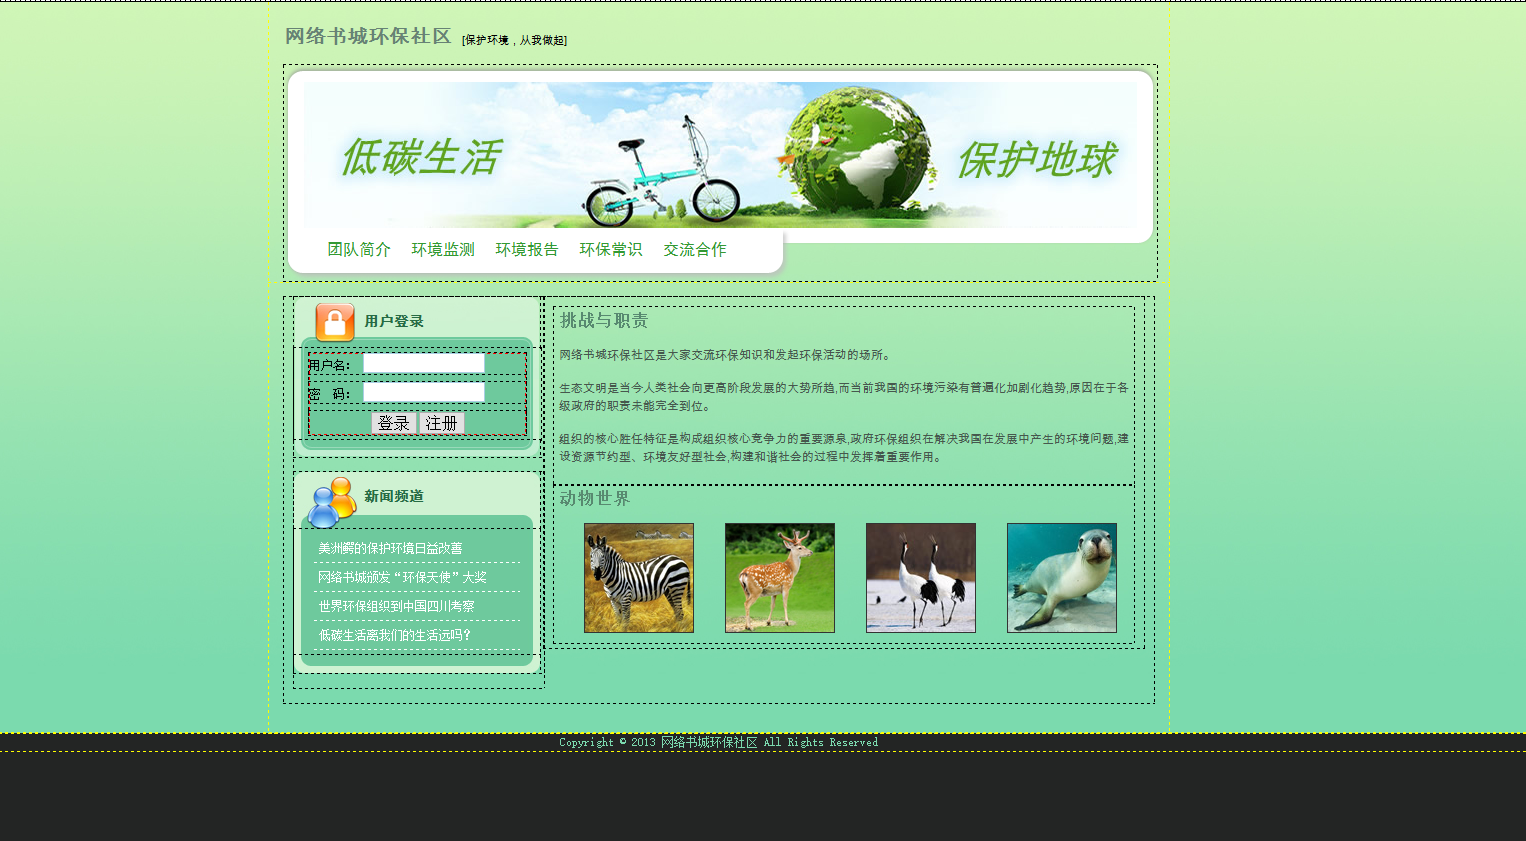 网络书城环保社区 [保护环境，从我做起]
低碳生活
保护地球
团队简介 环境监测 环境报告 环保常识 交流合作
用户登录
用户名：
密 码：
登录 注册
新闻频道
美洲鳄的保护环境日益改善
网络书城颁发“环保天使”大奖
世界环保组织到中国四川考察
低碳生活离我们的生活远吗？
挑战与职责
网络书城环保社区是大家交流环保知识和发起环保活动的场所。
生态文明是当今人类社会向更高阶段发展的大势所趋,而当前我国的环境污染有普遍化加剧化趋势,原因在于各
级政府的职责未能完全到位。
组织的核心胜任特征是构成组织核心竞争力的重要源泉,政府环保组织在解决我国在发展中产生的环境问题,建
设资源节约型、环境友好型社会,构建和谐社会的过程中发挥着重要作用。
动物世界
Copyright © 2013 网络书城环保社区 All Rights Reserved